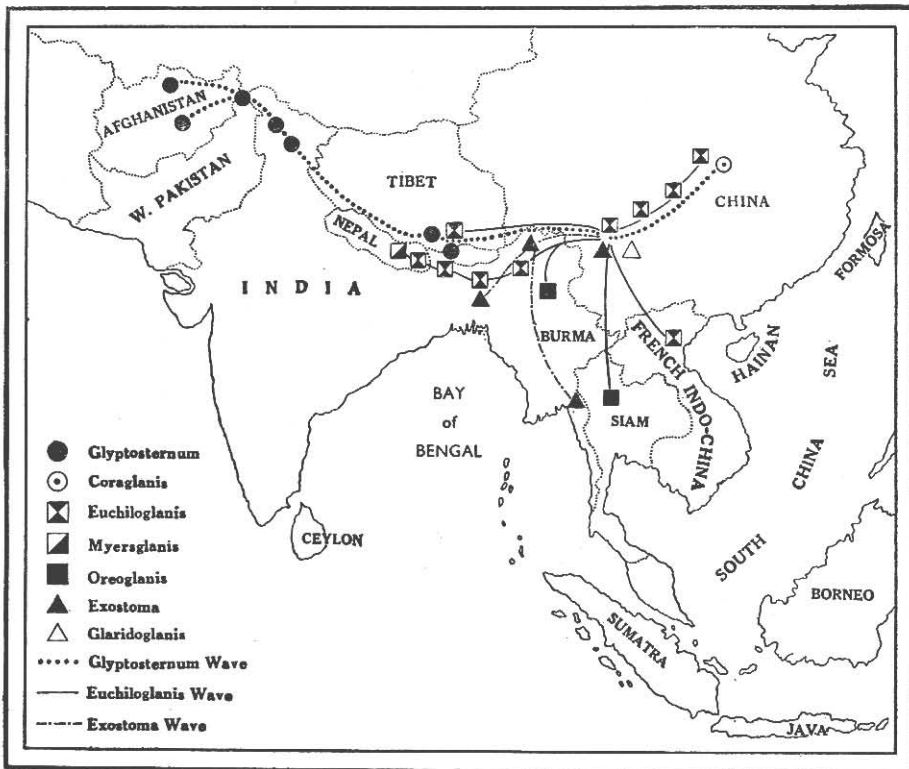 AFGHANISTAN
W. PAKISTAN
TIBET
NEPAL
CHINA
FORMOSA
INDIA
BURMA
FRENCH INDO-CHINA
HAINAN
SIAM
BAY
of
BENGAL
SOUTH
CHINA
SEA
CEYLON
BORNEO
SUMATRA
JAVA
Glyptosternum
Coraglanis
Euchiloglanis
Myersglanis
Oreoglanis
Exostoma
Glaridoglanis
Glyptosternum Wave
Euchiloglanis Wave
Exostoma Wave